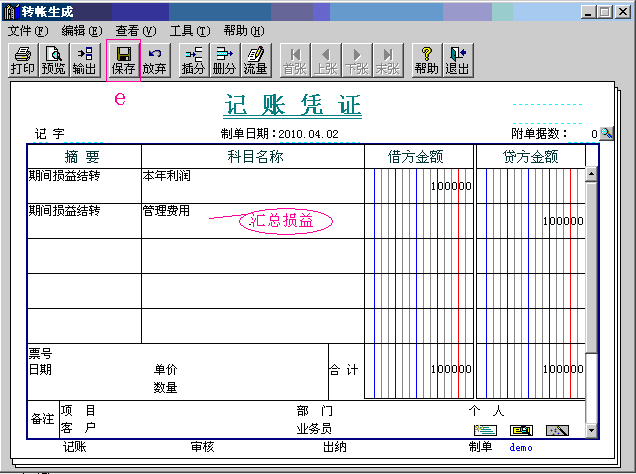 转帐生成
文件(F) 编辑(E) 查看(V) 工具(T) 帮助(H)
打印 预览 输出 保存 放弃 插分 删分 流量 首张 上张 下张 末张 帮助 退出
e
记 账 凭 证
记 字 制单日期:2010.04.02 附单据数: 0
摘 要 科目名称 借方金额 贷方金额
期间损益结转 本年利润 100000
期间损益结转 管理费用 100000
汇总损益
票号
日期 单价 合 计 100000 100000
数量
备注 项 目 部 门 个 人
客 户 业务员
记账 审核 出纳 制单 demo